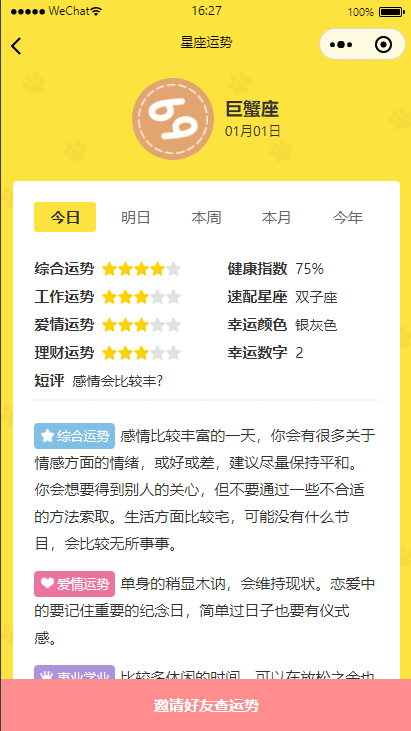 WeChat 16:27 100%
星座运势
巨蟹座
01月01日
今日 明日 本周 本月 今年
综合运势 健康指数 75%
工作运势 速配星座 双子座
爱情运势 幸运颜色 银灰色
理财运势 幸运数字 2
短评 感情会比较丰?
综合运势 感情比较丰富的一天，你会有很多关于
情感方面的情绪，或好或差，建议尽量保持平和。
你会想要得到别人的关心，但不要通过一些不合适
的方法索取。生活方面比较宅，可能没有什么节
目，会比较无所事事。
爱情运势 单身的稍显木讷，会维持现状。恋爱中
的要记住重要的纪念日，简单过日子也要有仪式
感。
事业学业 比较多休闲的时间，可以在放松之余也
邀请好友查运势